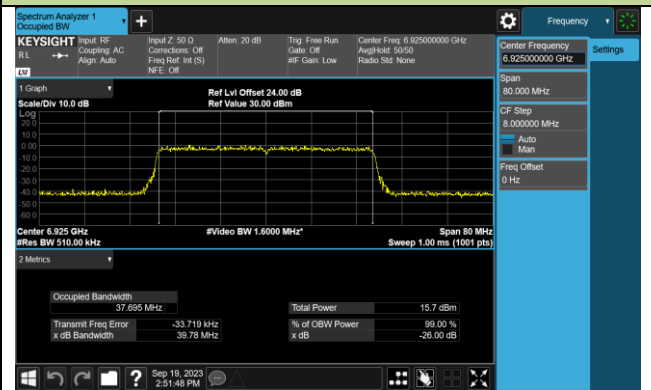 Spectrum Analyzer 1
Occupied BW
+
Frequency
KEYSIGHT
Input: RF
Coupling: AC
Align: Auto
Input Z: 50 Ω
Corrections: Off
Freq Ref: Int (S)
NFE: Off
Atten: 20 dB
Trig: Free Run
Gate: Off
#IF Gain: Low
Center Freq: 6.925000000 GHz
Avg|Hold: 50/50
Radio Std: None
R L
LXI
Center Frequency
6.925000000 GHz
Settings
Span
80.000 MHz
CF Step
8.000000 MHz
Auto
Man
Freq Offset
0 Hz
1 Graph
Scale/Div 10.0 dB
Ref Lvl Offset 24.00 dB
Ref Value 30.00 dBm
Log
20.0
10.0
0.00
-10.0
-20.0
-30.0
-40.0
-50.0
-60.0
Center 6.925 GHz
#Res BW 510.00 kHz
#Video BW 1.6000 MHz*
Span 80 MHz
Sweep 1.00 ms (1001 pts)
2 Metrics
Occupied Bandwidth
37.695 MHz
Total Power 15.7 dBm
Transmit Freq Error -33.719 kHz
% of OBW Power 99.00 %
x dB Bandwidth 39.78 MHz
x dB -26.00 dB
?
Sep 19, 2023
2:51:48 PM